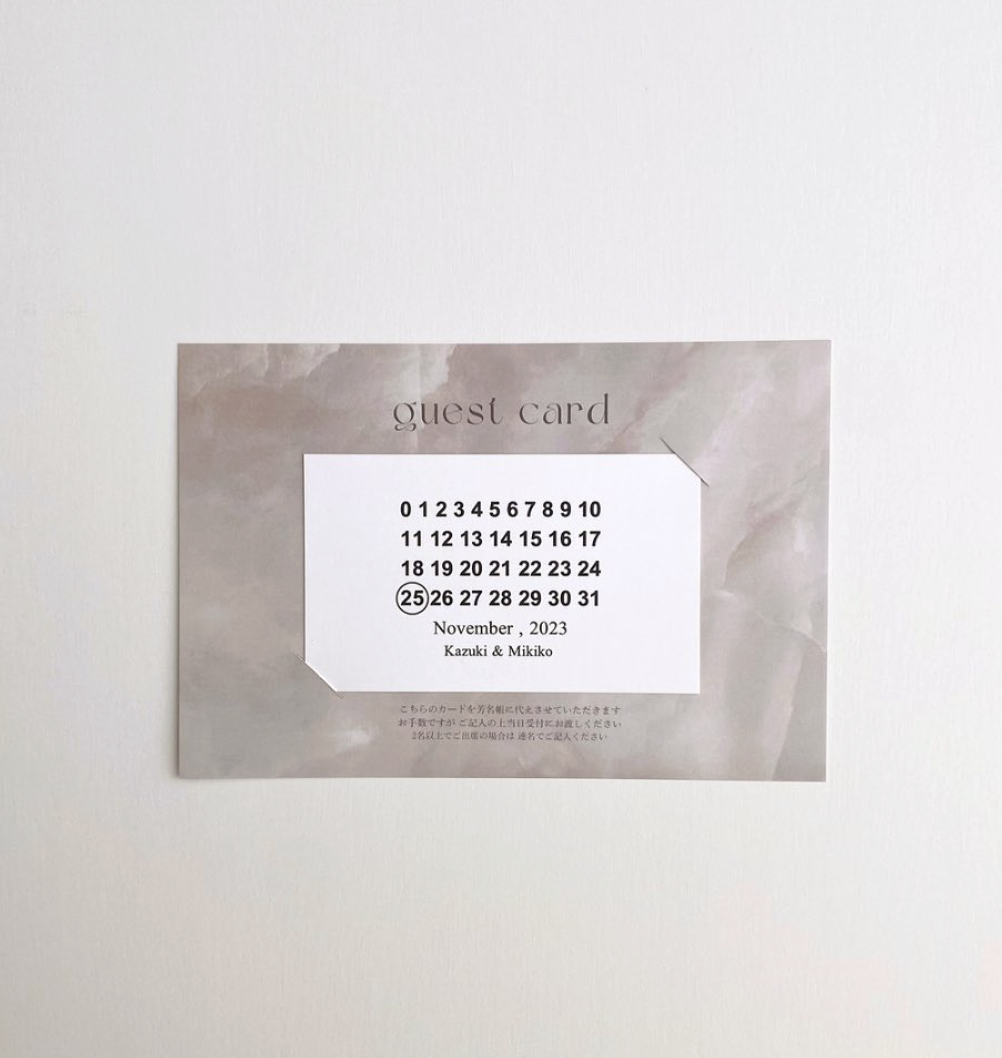 guest card
0 1 2 3 4 5 6 7 8 9 10
11 12 13 14 15 16 17
18 19 20 21 22 23 24
25 26 27 28 29 30 31
November , 2023
Kazuki & Mikiko
こちらのカードを芳名帳に代えさせていただきます
お手数ですが ご記入の上当日受付にお渡しください
2名以上でご出席の場合は 連名でご記入ください